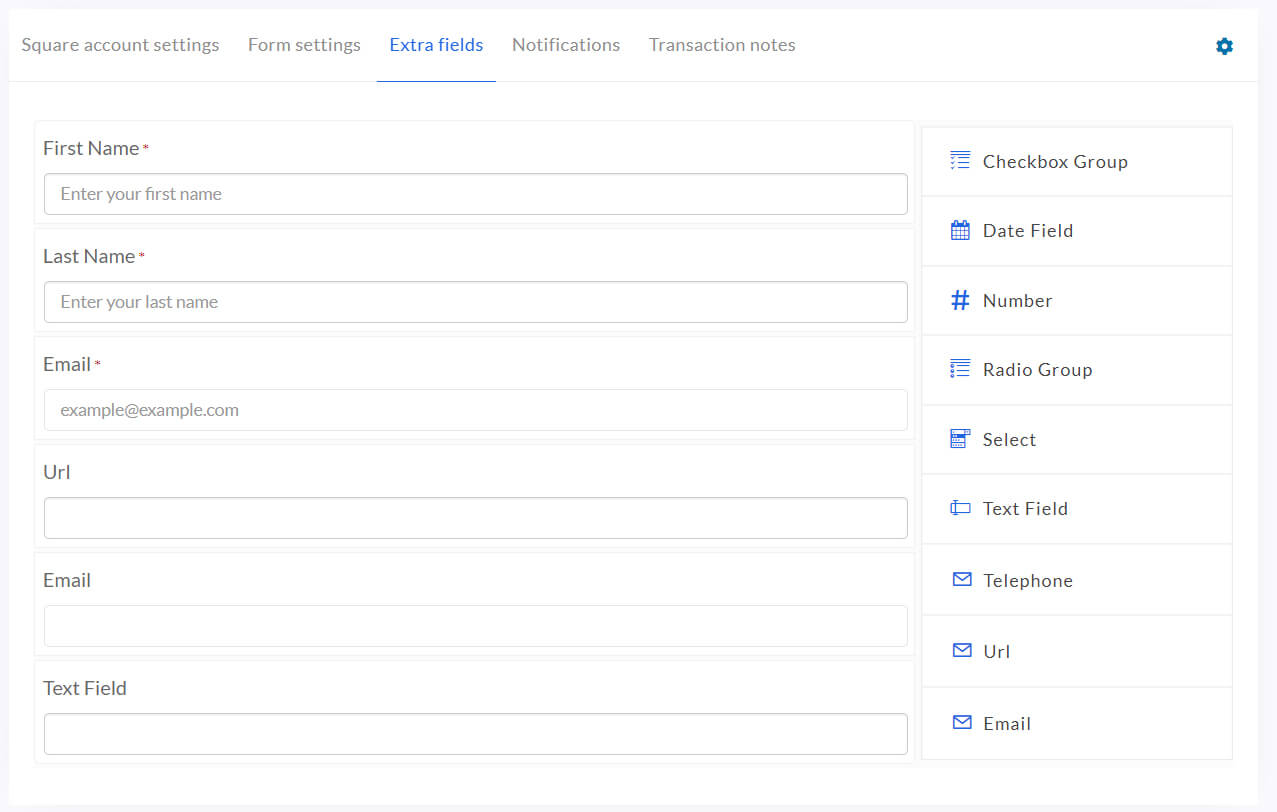 Square account settings Form settings Extra fields Notifications Transaction notes
First Name *
Enter your first name
Last Name *
Enter your last name
Email *
example@example.com
Url
Email
Text Field
Checkbox Group
Date Field
Number
Radio Group
Select
Text Field
Telephone
Url
Email